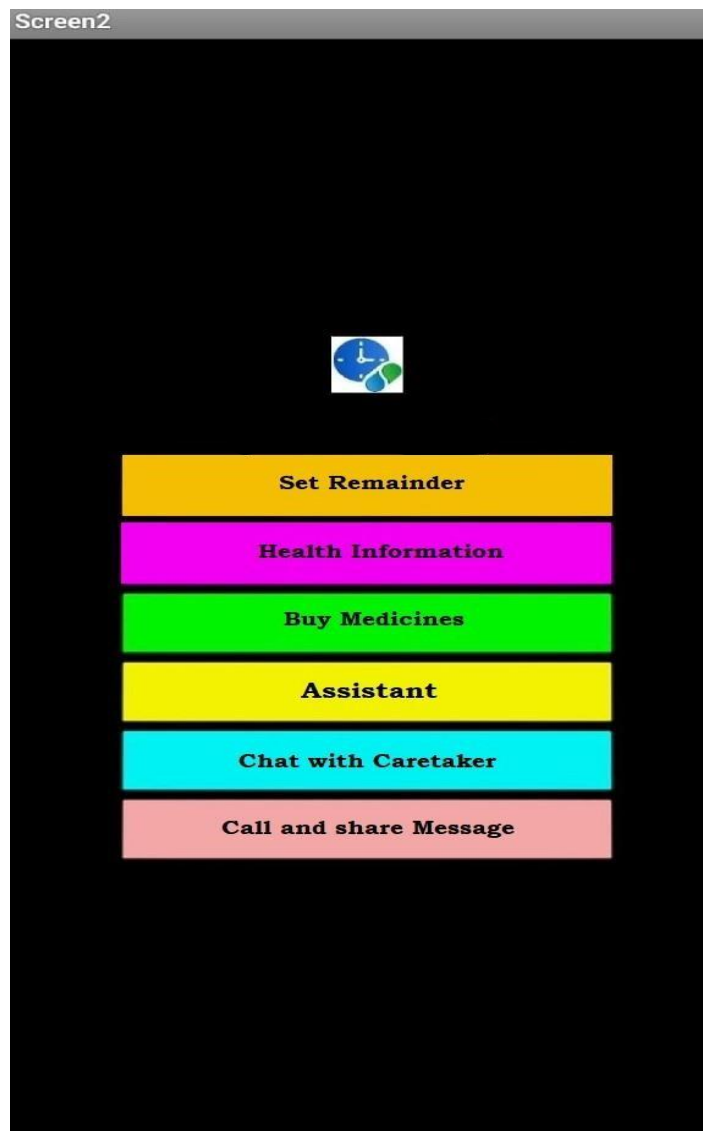 Screen2
Set Remainder
Health Information
Buy Medicines
Assistant
Chat with Caretaker
Call and share Message